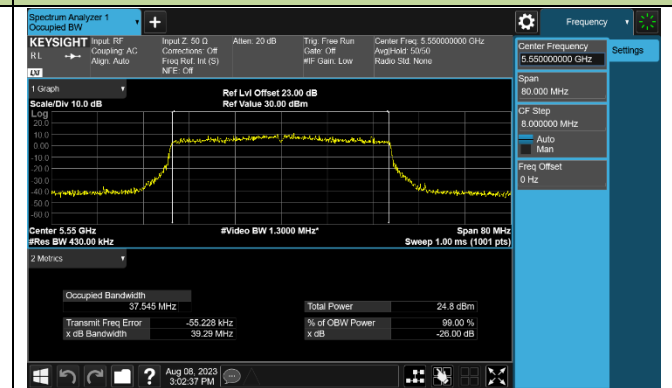 Spectrum Analyzer 1
Occupied BW
Frequency
KEYSIGHT Input: RF
RL
Coupling: AC
Align: Auto
LXI
Input Z: 50 Ω
Corrections: Off
Freq Ref: Int (S)
NFE: Off
Atten: 20 dB
Trig: Free Run
Gate: Off
#IF Gain: Low
Center Freq: 5.550000000 GHz
Avg|Hold: 50/50
Radio Std: None
Center Frequency
5.550000000 GHz
Settings
Span
80.000 MHz
CF Step
8.000000 MHz
Auto
Man
Freq Offset
0 Hz
1 Graph
Scale/Div 10.0 dB
Ref Lvl Offset 23.00 dB
Ref Value 30.00 dBm
Log
20.0
10.0
0.00
-10.0
-20.0
-30.0
-40.0
-50.0
-60.0
Center 5.55 GHz
#Res BW 430.00 kHz
#Video BW 1.3000 MHz*
Span 80 MHz
Sweep 1.00 ms (1001 pts)
2 Metrics
Occupied Bandwidth
37.545 MHz
Total Power 24.8 dBm
Transmit Freq Error -55.228 kHz
% of OBW Power 99.00 %
x dB Bandwidth 39.29 MHz
x dB -26.00 dB
?
Aug 08, 2023
3:02:37 PM